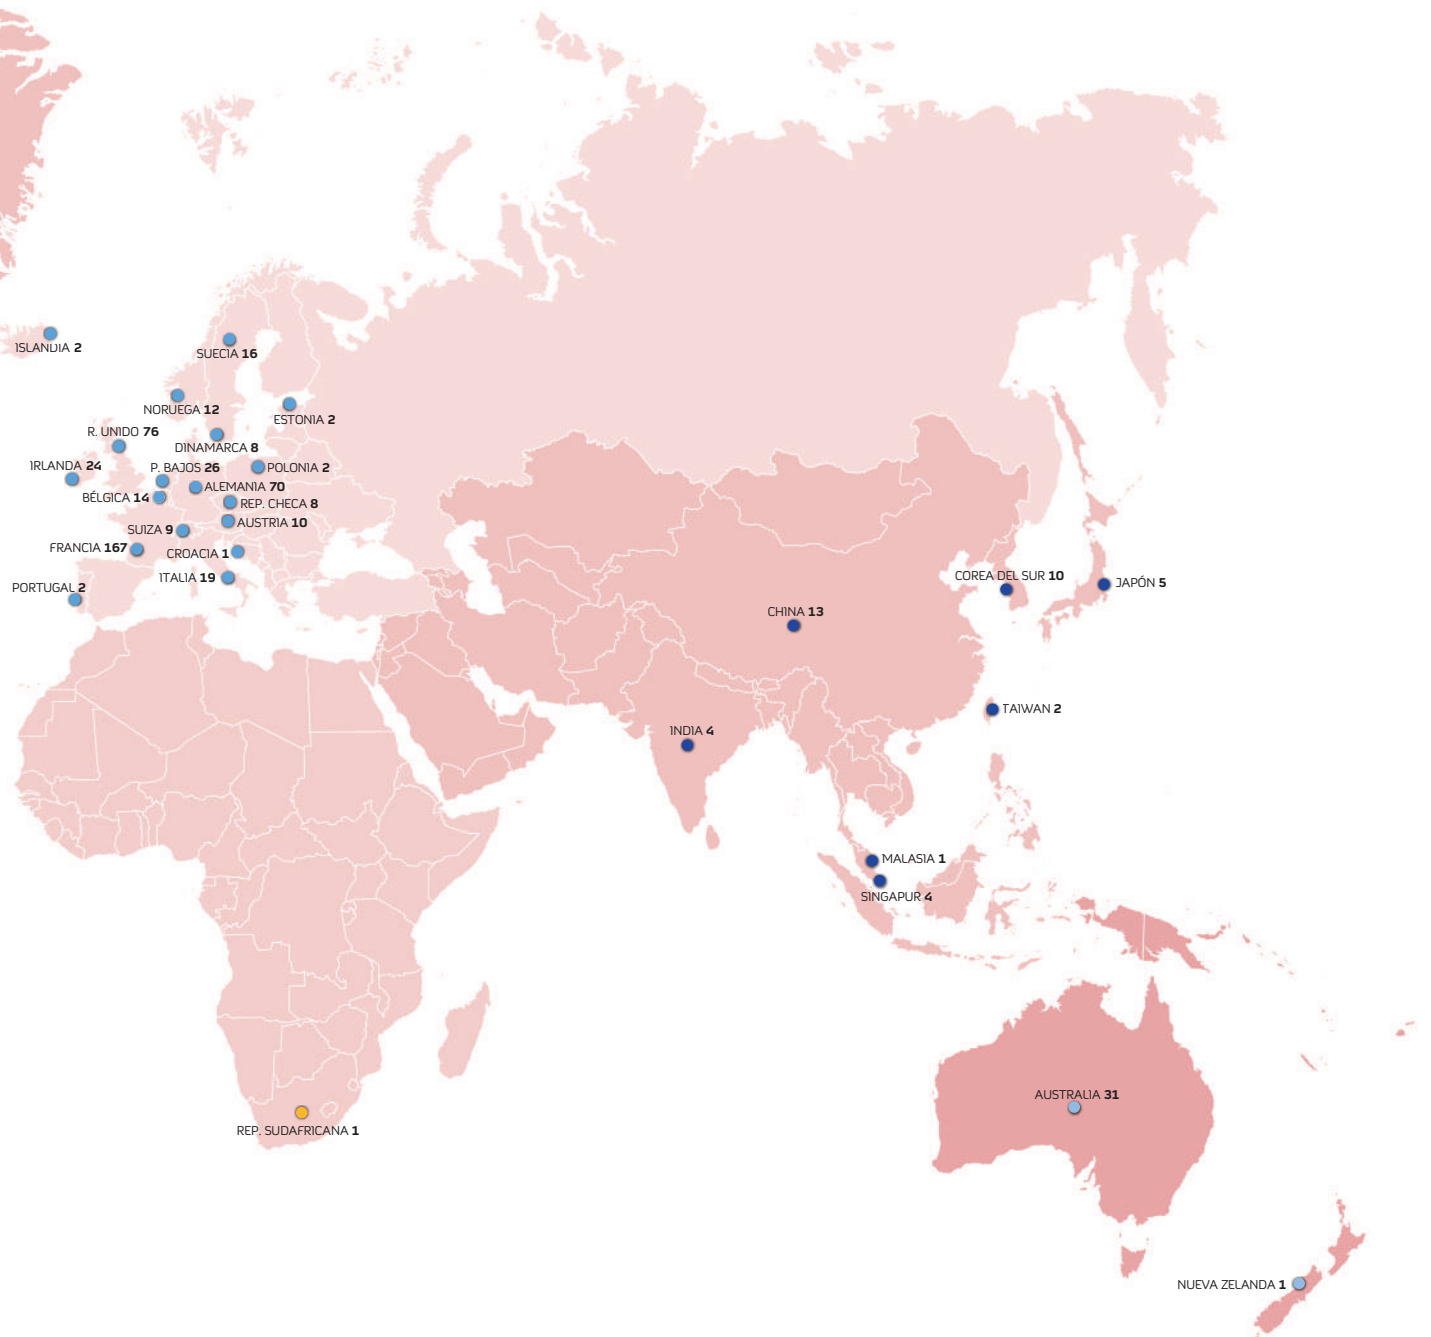 ISLANDIA 2
SUECIA 16
NORUEGA 12
ESTONIA 2
R. UNIDO 76
DINAMARCA 8
IRLANDA 24
P. BAJOS 26
POLONIA 2
ALEMANIA 70
BÉLGICA 14
REP. CHECA 8
AUSTRIA 10
SUIZA 9
FRANCIA 167
CROACIA 1
ITALIA 19
PORTUGAL 2
COREA DEL SUR 10
JAPÓN 5
CHINA 13
TAIWAN 2
INDIA 4
MALASIA 1
SINGAPUR 4
AUSTRALIA 31
REP. SUDAFRICANA 1
NUEVA ZELANDA 1